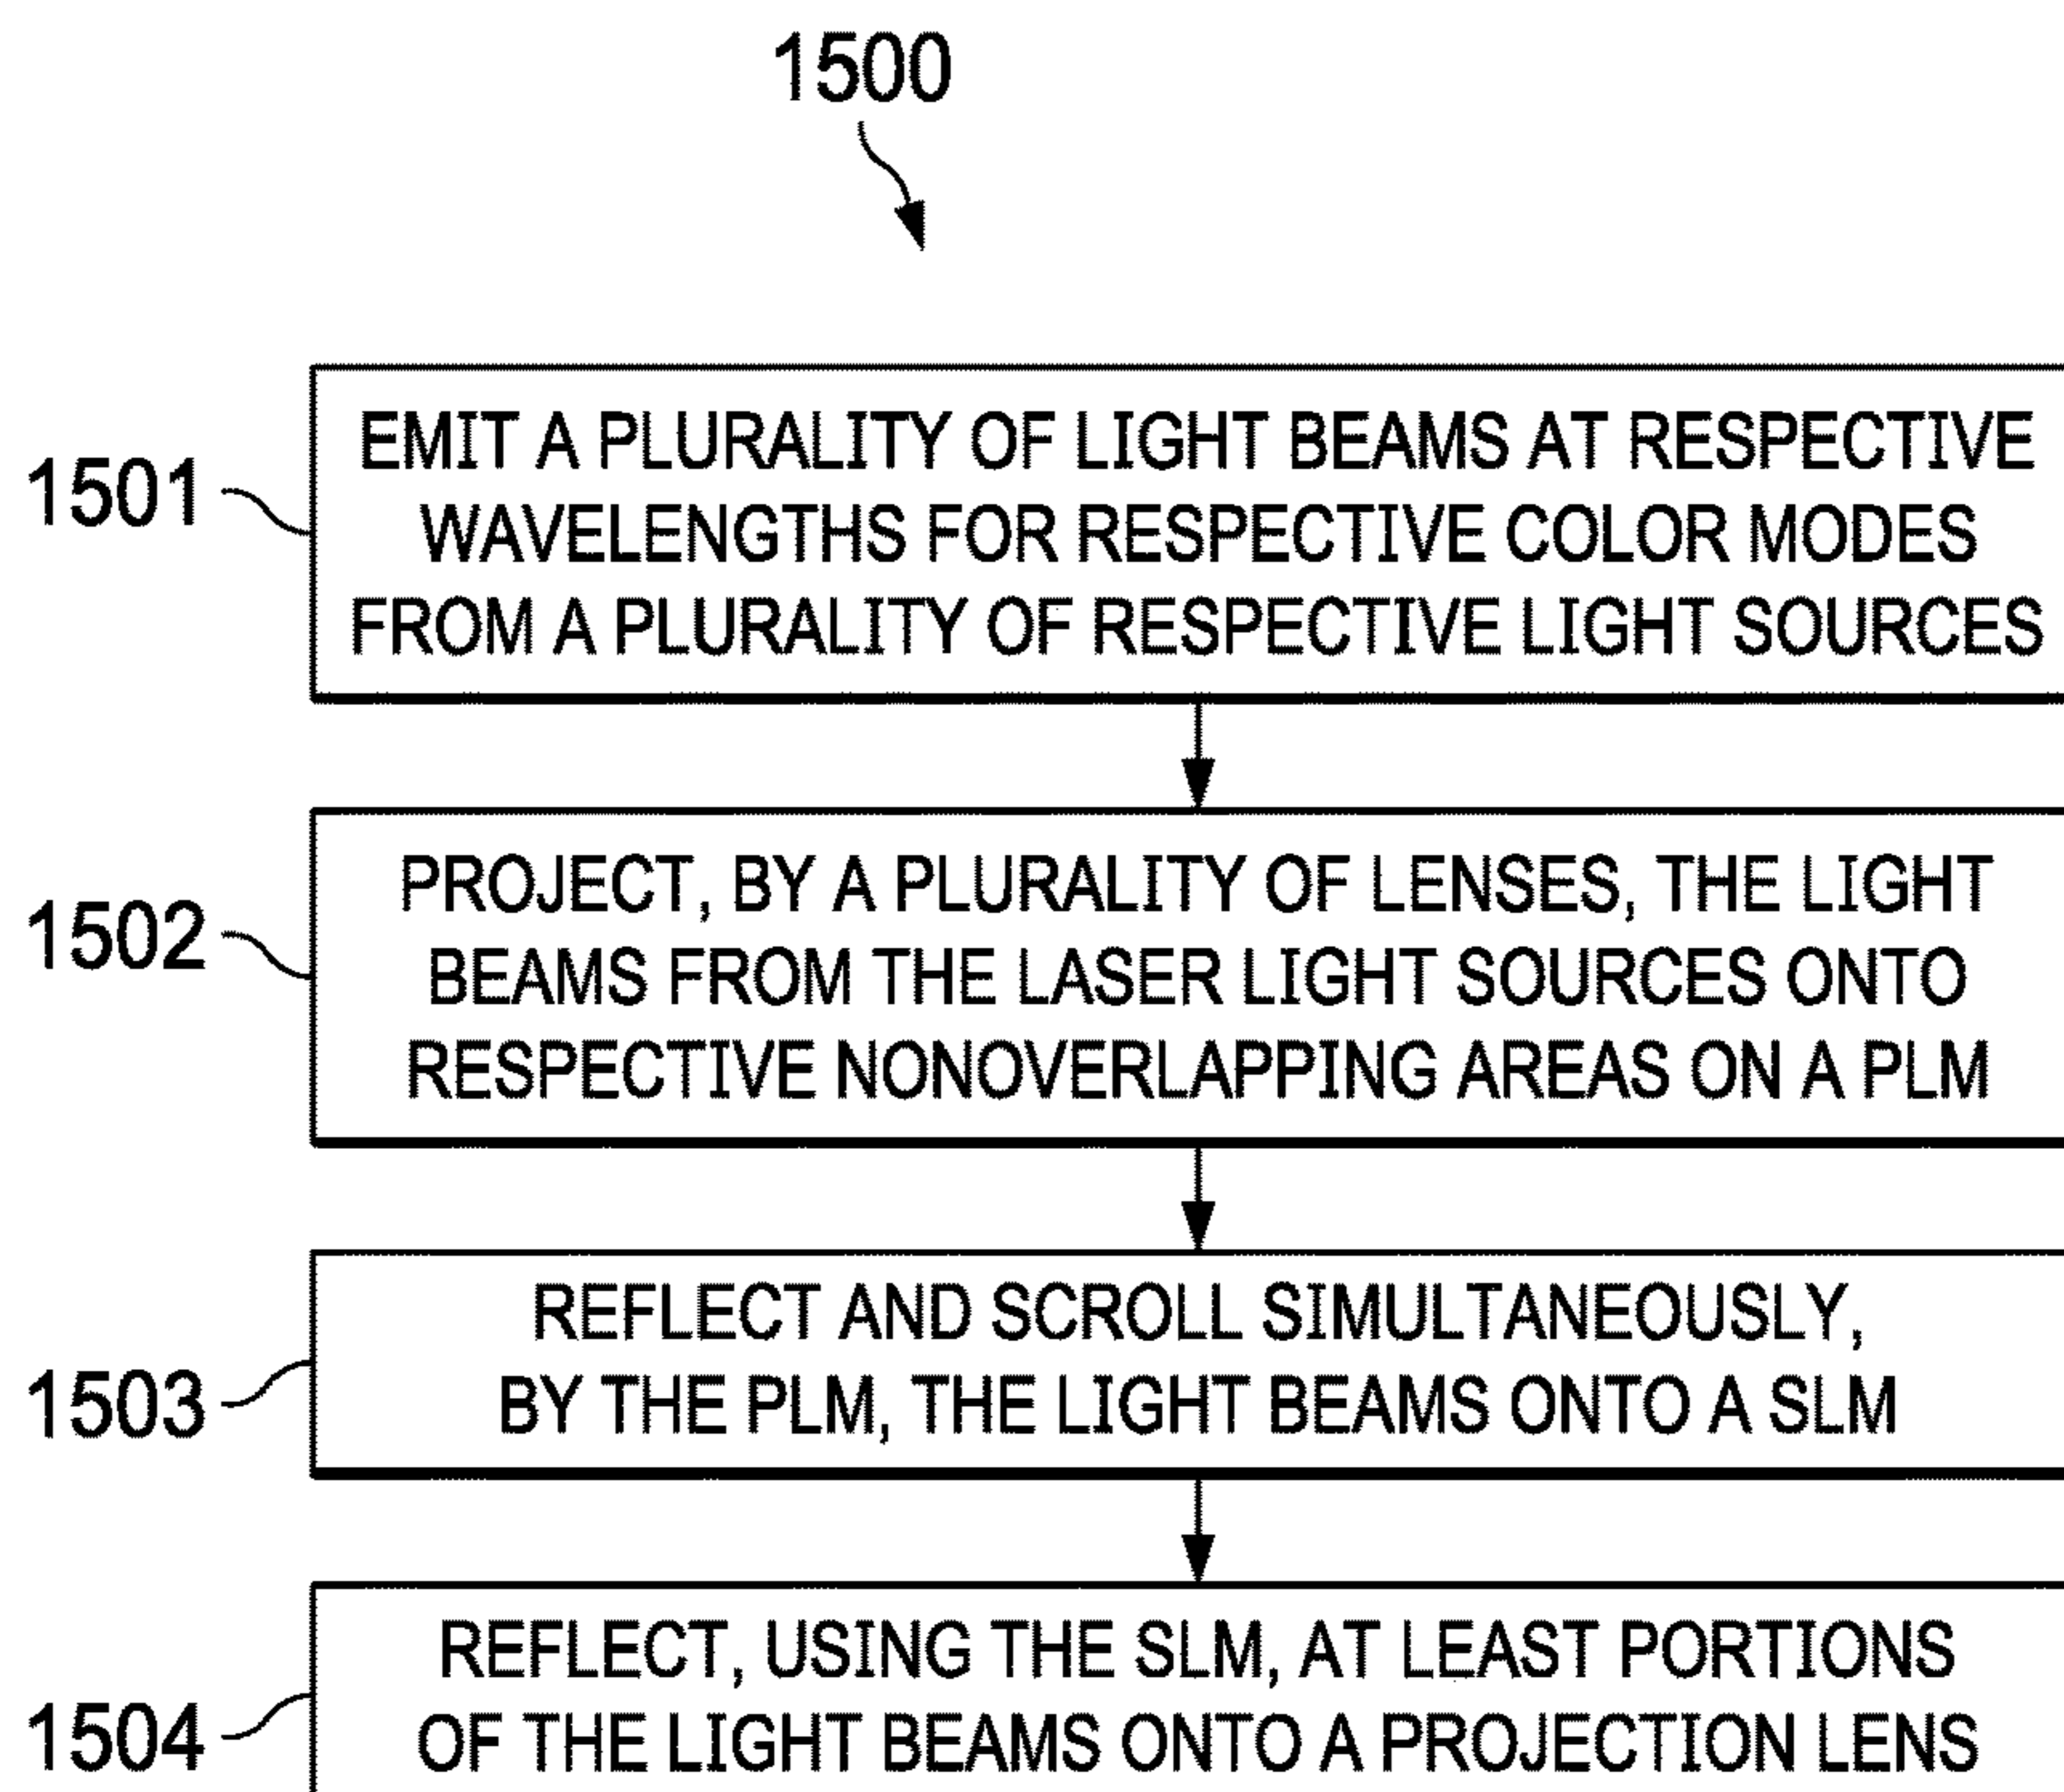 1500
1501
EMIT A PLURALITY OF LIGHT BEAMS AT RESPECTIVE
WAVELENGTHS FOR RESPECTIVE COLOR MODES
FROM A PLURALITY OF RESPECTIVE LIGHT SOURCES
1502
PROJECT, BY A PLURALITY OF LENSES, THE LIGHT
BEAMS FROM THE LASER LIGHT SOURCES ONTO
RESPECTIVE NONOVERLAPPING AREAS ON A PLM
1503
REFLECT AND SCROLL SIMULTANEOUSLY,
BY THE PLM, THE LIGHT BEAMS ONTO A SLM
1504
REFLECT, USING THE SLM, AT LEAST PORTIONS
OF THE LIGHT BEAMS ONTO A PROJECTION LENS